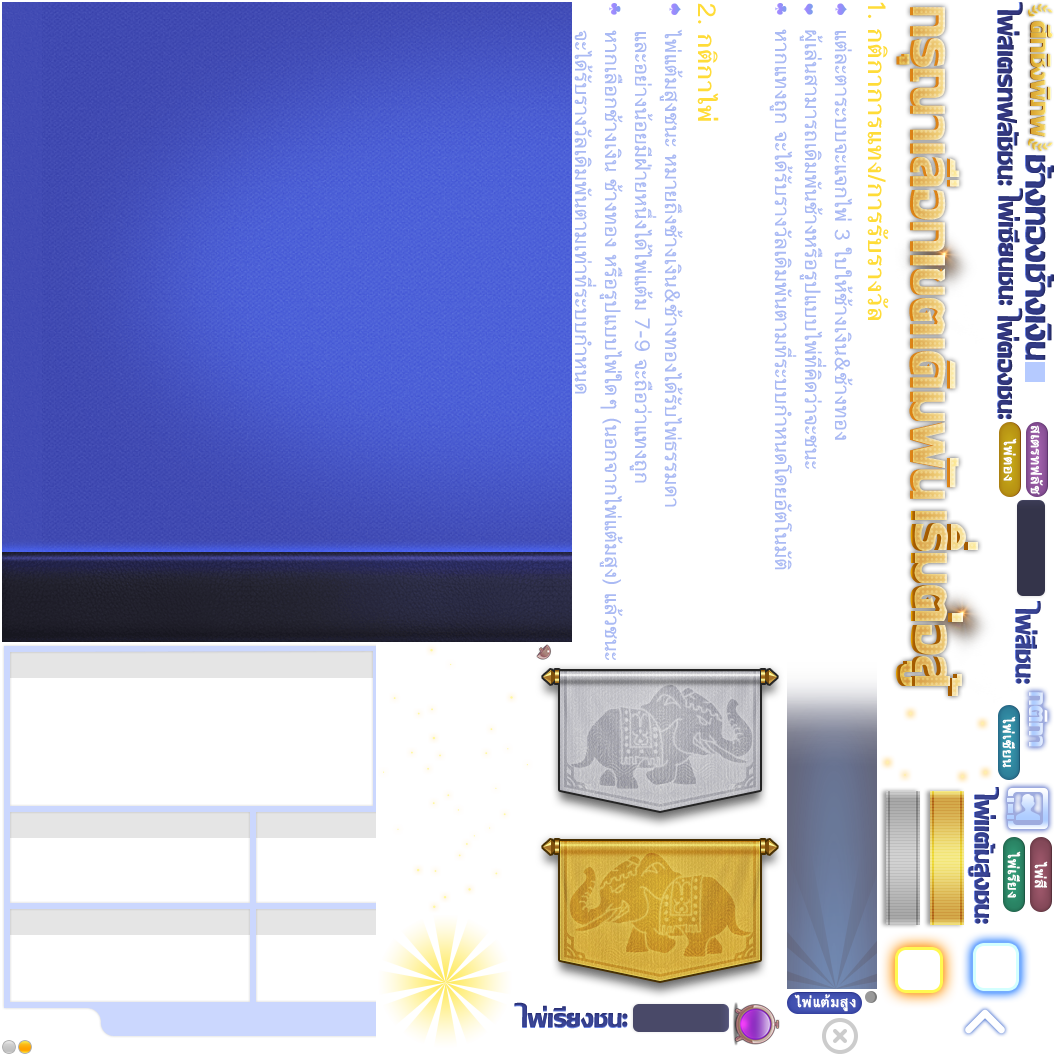 ศึกชิงพิภพ
ช้างทองช้างเงิน
ไพ่สเตรทฟลัชชนะ
ไพ่เซียนชนะ
ไพ่ตองชนะ
สเตรทฟลัช
ไพ่ตอง
ไพ่สีชนะ
กติกา
ไพ่เซียน
ไพ่แต้มสูงชนะ
ไพ่สี
ไพ่เรียง
กรุณาเลือกเขตเดิมพัน
เริ่มต่อสู้
1. กติกาการแทง/การรับรางวัล
แต่ละตาระบบจะแจกไพ่ 3 ใบให้ช้างเงิน&ช้างทอง
ผู้เล่นสามารถเดิมพันช้างหรือรูปแบบไพ่ที่คิดว่าจะชนะ
หากแทงถูก จะได้รับรางวัลเดิมพันตามที่ระบบกำหนดโดยอัตโนมัติ
2. กติกาไพ่
ไพ่แต้มสูงชนะ หมายถึงช้างเงิน&ช้างทองได้รับไพ่ธรรมดา
และอย่างน้อยมีฝ่ายหนึ่งได้ไพ่แต้ม 7-9 จะถือว่าแทงถูก
หากเลือกช้างเงิน ช้างทอง หรือรูปแบบไพ่ใดๆ (นอกจากไพ่แต้มสูง) แล้วชนะ
จะได้รับรางวัลเดิมพันตามเท่าที่ระบบกำหนด
ไพ่แต้มสูง
ไพ่เรียงชนะ